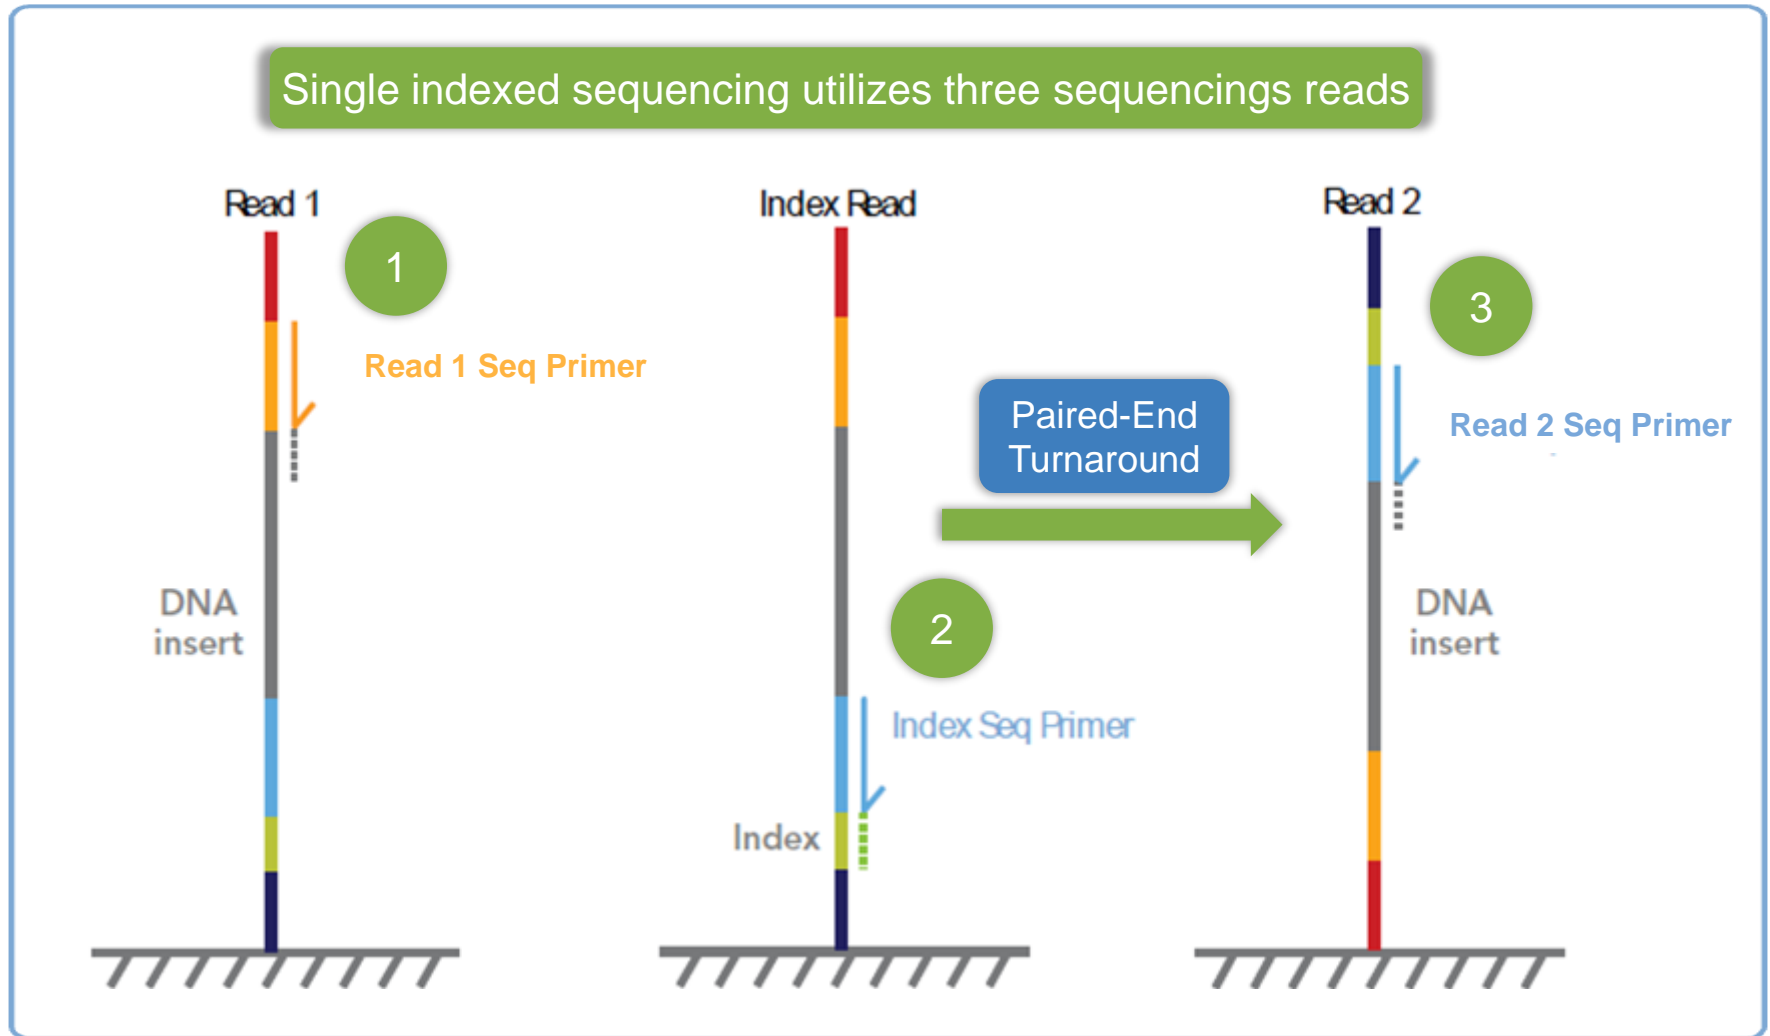 Single indexed sequencing utilizes three sequencings reads
Read 1
1
Read 1 Seq Primer
DNA
insert
Index Read
2
Index Seq Primer
Index
Paired-End
Turnaround
Read 2
3
Read 2 Seq Primer
DNA
insert